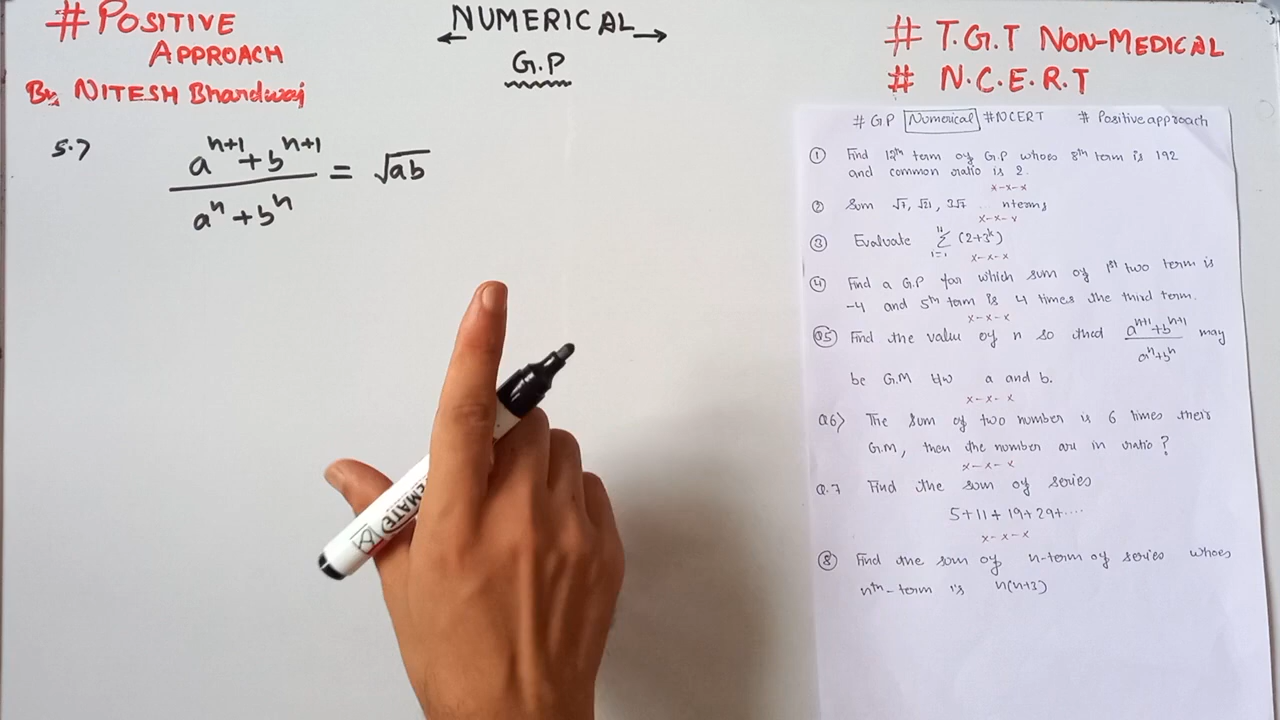 # POSITIVE
APPROACH
By NITESH Bhardwaj
NUMERICAL
G.P
# T.G.T NON-MEDICAL
# N.C.E.R.T
5.7
a^{n+1} + b^{n+1} = √ab
a^n + b^n
# GP Numerical #NCERT # Positive approach
① Find 12th term of G.P whose 8th term is 192
and common ratio is 2.
x-x-x
② Sum √7, √21, 3√7 .. n terms
x-x-x
③ Evaluate 11 Σ i=1 (2+3^k)
x-x-x
④ Find a G.P for which sum of 1st two term is
-4 and 5th term is 4 times the third term.
x-x-x
Q5 Find the value of n so that a^{n+1}+b^{n+1} may
a^n+b^n
be G.M b/w a and b.
x-x-x
Q6) The sum of two number is 6 times their
G.M, then the number are in ratio?
x-x-x
Q.7 Find the sum of series
5+11+19+29+....
x-x-x
⑧ Find the sum of n-term of series whoes
nth-term is n(n+3)